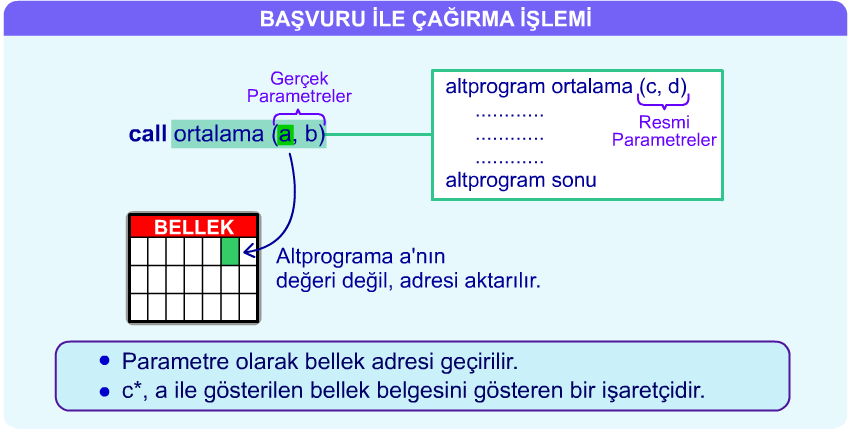 BAŞVURU İLE ÇAĞIRMA İŞLEMİ
Gerçek
Parametreler
call ortalama (a, b)
altprogram ortalama (c, d)
............
............
............
altprogram sonu
Resmi
Parametreler
BELLEK
Altprograma a'nın
değeri değil, adresi aktarılır.
• Parametre olarak bellek adresi geçirilir.
• c*, a ile gösterilen bellek belgesini gösteren bir işaretçidir.